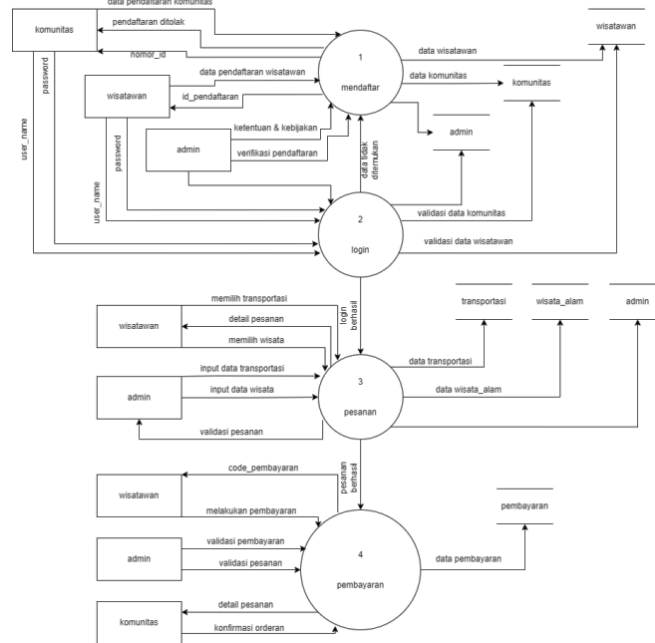 data pendaftaran komunitas
komunitas
pendaftaran ditolak
nomor_id
wisatawan
1
mendaftar
data wisatawan
data komunitas
komunitas
password
user_name
wisatawan
data pendaftaran wisatawan
id_pendaftaran
admin
ketentuan & kebijakan
verifikasi pendaftaran
admin
data tidak
ditemukan
password
user_name
2
login
validasi data komunitas
validasi data wisatawan
login
berhasil
memilih transportasi
wisatawan
detail pesanan
memilih wisata
transportasi
wisata_alam
admin
3
pesanan
data transportasi
data wisata_alam
input data transportasi
admin
input data wisata
validasi pesanan
pesanan
berhasil
code_pembayaran
wisatawan
melakukan pembayaran
pembayaran
4
pembayaran
data pembayaran
validasi pembayaran
admin
validasi pesanan
detail pesanan
komunitas
konfirmasi orderan